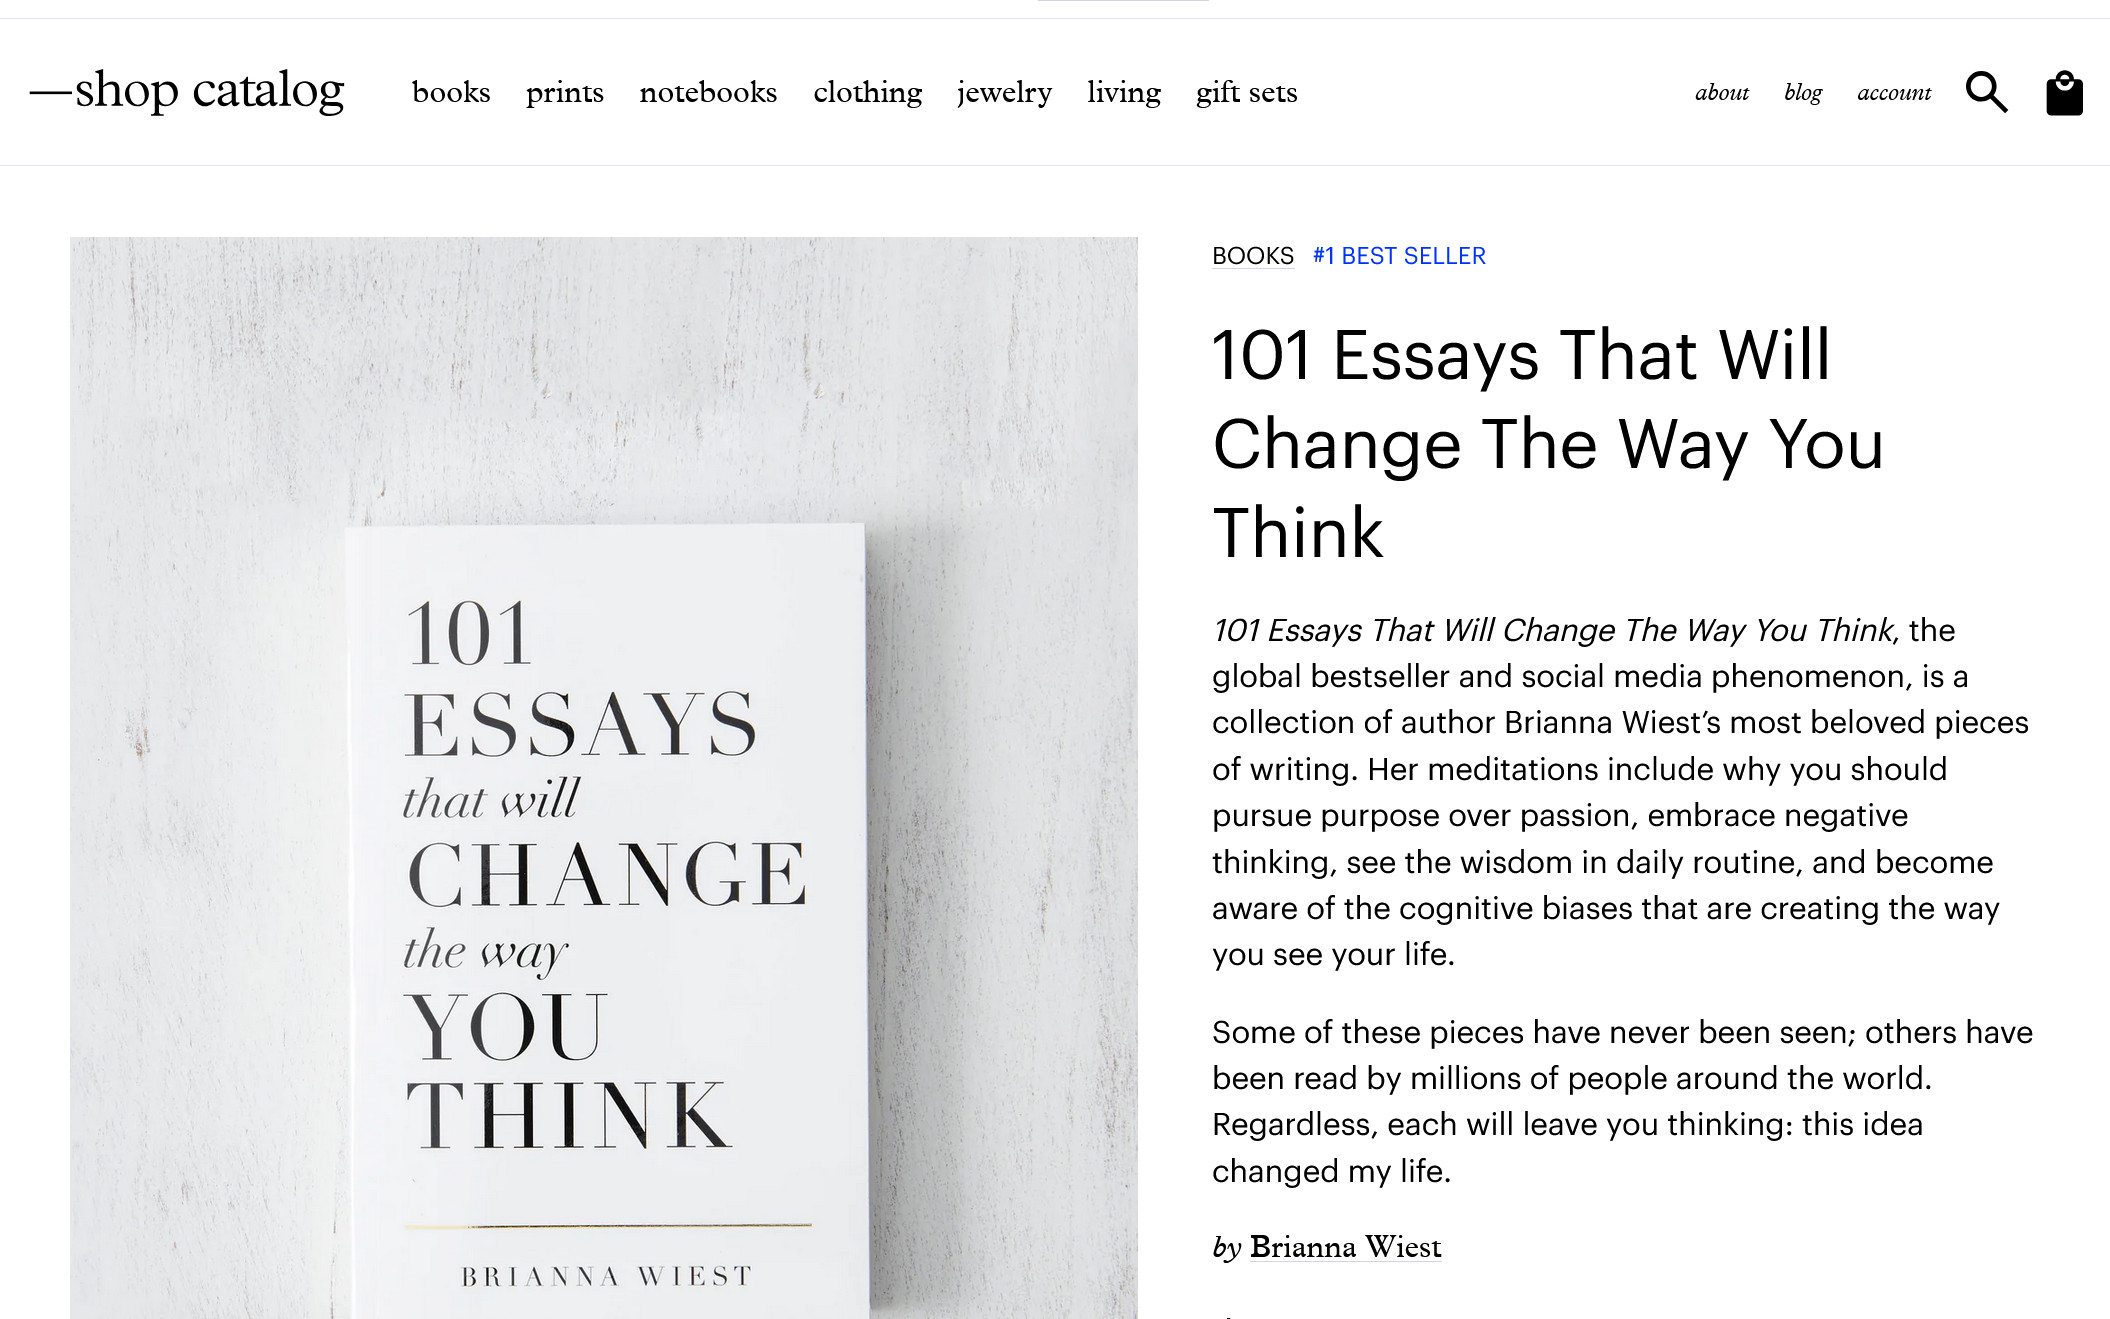 —shop catalog
books prints notebooks clothing jewelry living gift sets
about blog account
101
ESSAYS
that will
CHANGE
the way
YOU
THINK
BRIANNA WIEST
BOOKS #1 BEST SELLER
101 Essays That Will
Change The Way You
Think
101 Essays That Will Change The Way You Think, the
global bestseller and social media phenomenon, is a
collection of author Brianna Wiest’s most beloved pieces
of writing. Her meditations include why you should
pursue purpose over passion, embrace negative
thinking, see the wisdom in daily routine, and become
aware of the cognitive biases that are creating the way
you see your life.
Some of these pieces have never been seen; others have
been read by millions of people around the world.
Regardless, each will leave you thinking: this idea
changed my life.
by Brianna Wiest